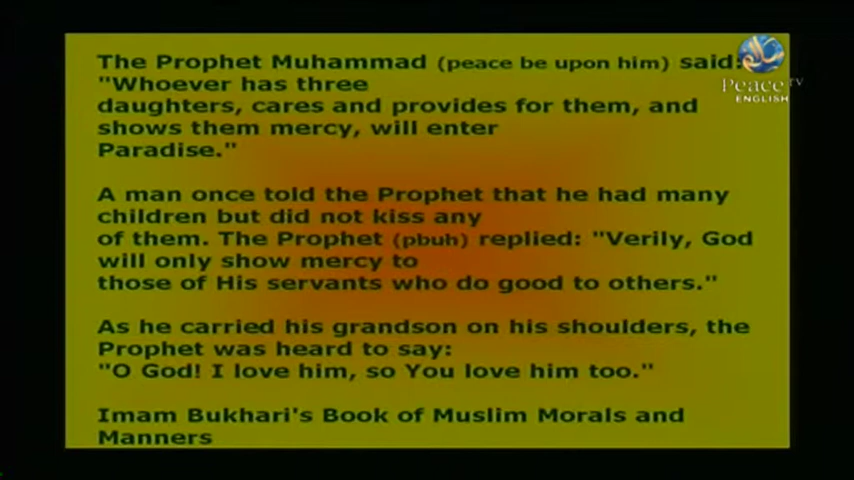 The Prophet Muhammad (peace be upon him) said:
"Whoever has three
daughters, cares and provides for them, and
shows them mercy, will enter
Paradise."
A man once told the Prophet that he had many
children but did not kiss any
of them. The Prophet (pbuh) replied: "Verily, God
will only show mercy to
those of His servants who do good to others."
As he carried his grandson on his shoulders, the
Prophet was heard to say:
"O God! I love him, so You love him too."
Imam Bukhari's Book of Muslim Morals and
Manners
Peace TV
ENGLISH